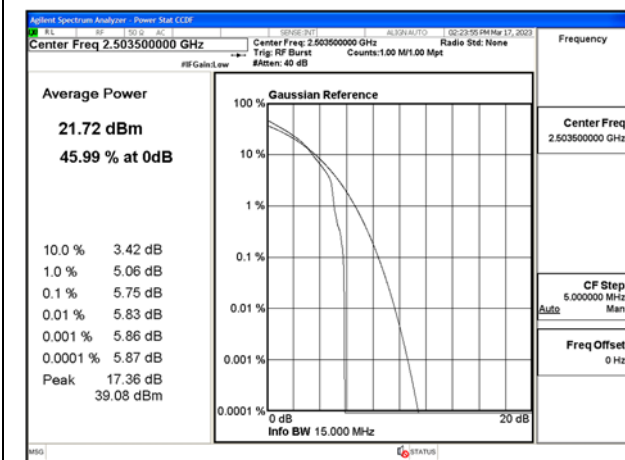 Agilent Spectrum Analyzer - Power Stat CCDF
RL RF 50 Ω AC SENSE:INT ALIGN AUTO 02:23:55 PM Mar 17, 2023
Center Freq 2.503500000 GHz
Center Freq: 2.503500000 GHz Radio Std: None
Trig: RF Burst Counts:1.00 M/1.00 Mpt
#IFGain:Low #Atten: 40 dB
Frequency
Average Power
21.72 dBm
45.99 % at 0dB
10.0 % 3.42 dB
1.0 % 5.06 dB
0.1 % 5.75 dB
0.01 % 5.83 dB
0.001 % 5.86 dB
0.0001 % 5.87 dB
Peak 17.36 dB
39.08 dBm
Gaussian Reference
100 %
10 %
1 %
0.1 %
0.01 %
0.001 %
0.0001 %
0 dB 20 dB
Info BW 15.000 MHz
Center Freq
2.503500000 GHz
CF Step
5.000000 MHz
Auto Man
Freq Offset
0 Hz
MSG STATUS